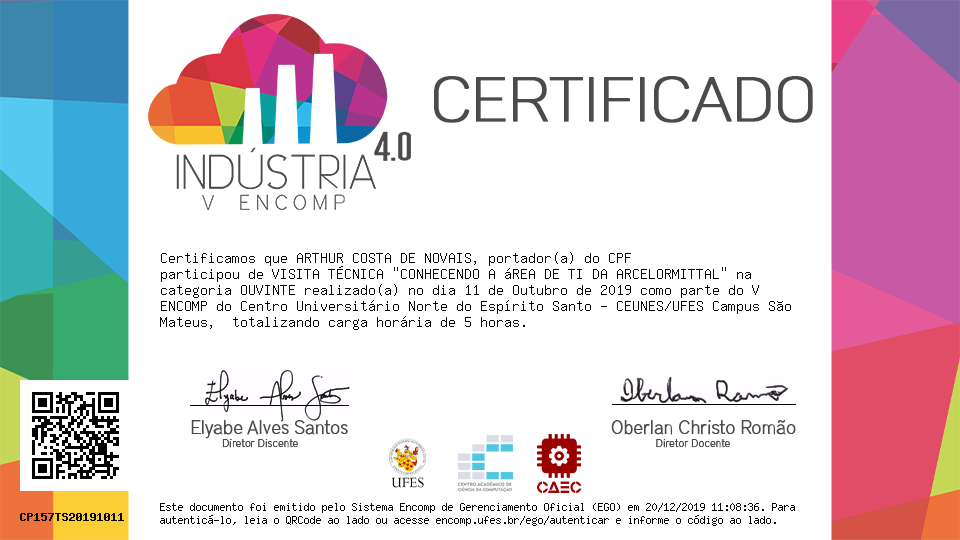 CERTIFICADO
INDÚSTRIA 4.0
V ENCOMP
Certificamos que ARTHUR COSTA DE NOVAIS, portador(a) do CPF
participou de VISITA TÉCNICA "CONHECENDO A áREA DE TI DA ARCELORMITTAL" na
categoria OUVINTE realizado(a) no dia 11 de Outubro de 2019 como parte do V
ENCOMP do Centro Universitário Norte do Espírito Santo - CEUNES/UFES Campus São
Mateus,  totalizando carga horária de 5 horas.
Elyabe Alves Santos
Elyabe Alves Santos
Diretor Discente
Oberlan Romão
Oberlan Christo Romão
Diretor Docente
UFES
CENTRO ACADÊMICO DE
CIÊNCIA DA COMPUTAÇÃO
CAEC
CP157TS20191011
Este documento foi emitido pelo Sistema Encomp de Gerenciamento Oficial (EGO) em 20/12/2019 11:08:36. Para
autenticá-lo, leia o QRCode ao lado ou acesse encomp.ufes.br/ego/autenticar e informe o código ao lado.